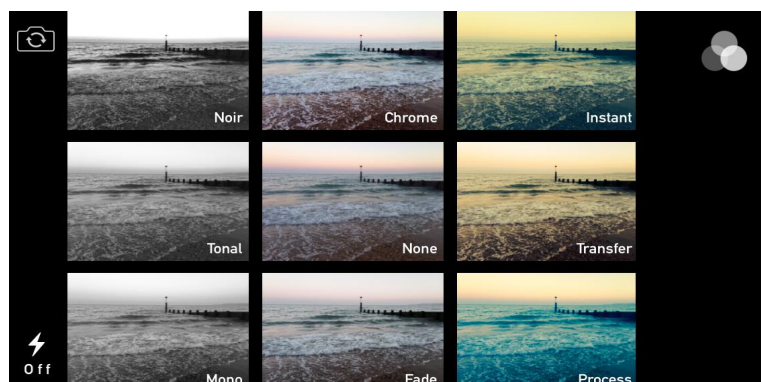 Noir
Chrome
Instant
Tonal
None
Transfer
Off
Mono
Fade
Process